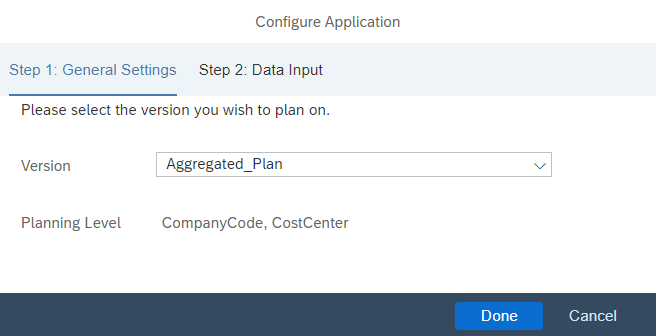 Configure Application
Step 1: General Settings Step 2: Data Input
Please select the version you wish to plan on.
Version Aggregated_Plan
Planning Level CompanyCode, CostCenter
Done Cancel